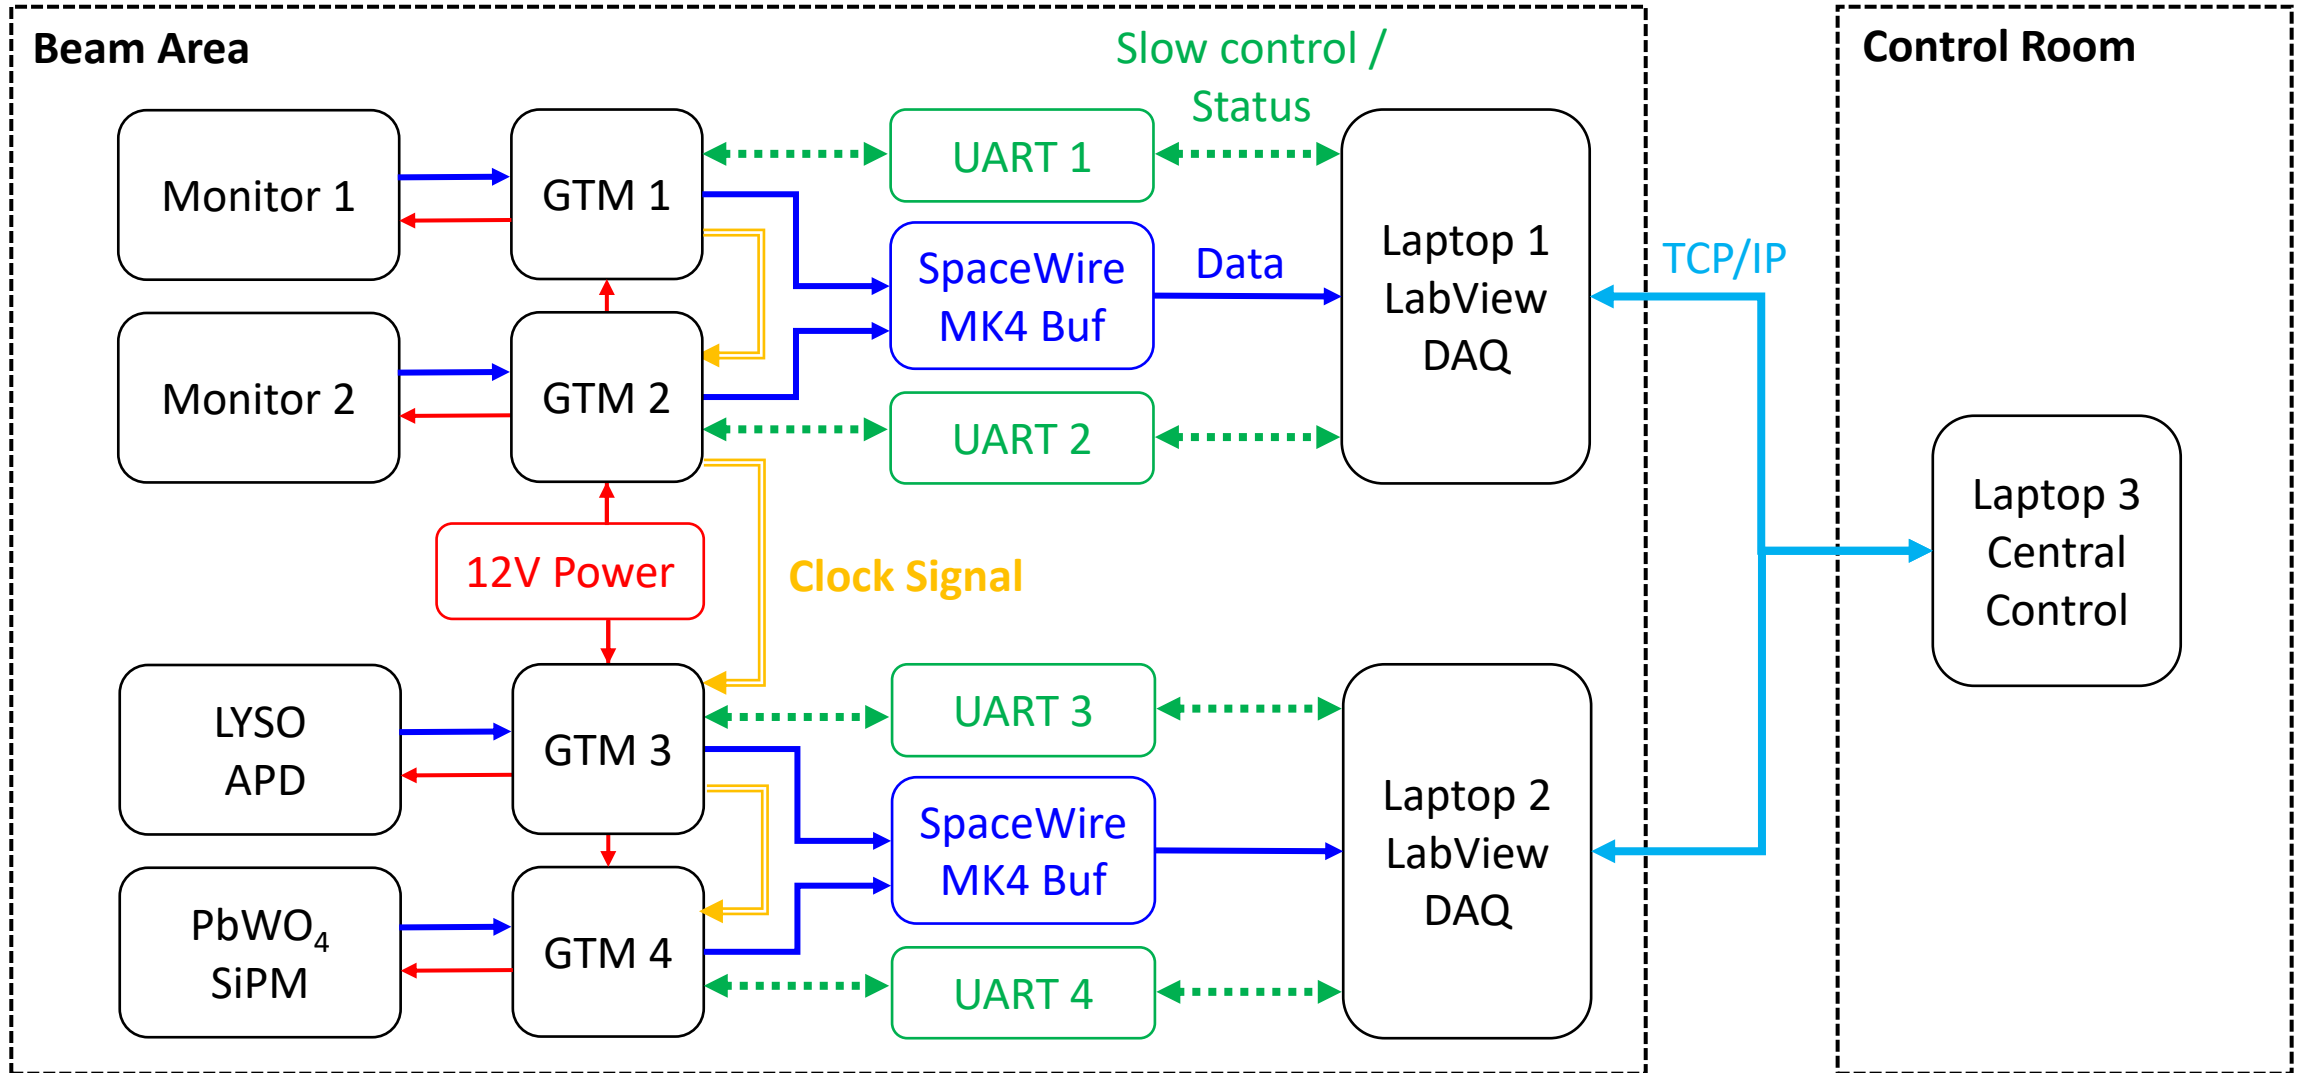 Beam Area
Slow control /
Status
Control Room
Monitor 1
GTM 1
UART 1
SpaceWire
MK4 Buf
Data
Laptop 1
LabView
DAQ
TCP/IP
Monitor 2
GTM 2
UART 2
12V Power
Clock Signal
Laptop 3
Central
Control
LYSO
APD
GTM 3
UART 3
SpaceWire
MK4 Buf
Laptop 2
LabView
DAQ
PbWO₄
SiPM
GTM 4
UART 4